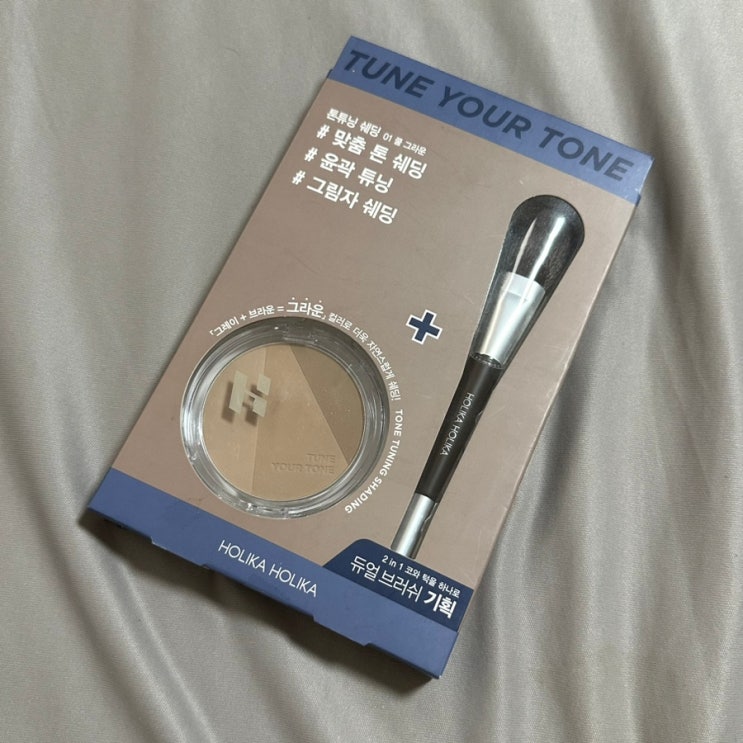 TUNE YOUR TONE
톤튜닝 쉐딩 01 쿨 그라운
# 맞춤 톤 쉐딩
# 윤곽 튜닝
# 그림자 쉐딩
「그레이 + 브라운 = 그라운」 컬러로 더욱 자연스럽게 쉐딩!
TONE TUNING SHADING
TUNE
YOUR TONE
HOLIKA HOLIKA
HOLIKA HOLIKA
2 in 1 코와 턱을 하나로
듀얼 브러쉬 기획